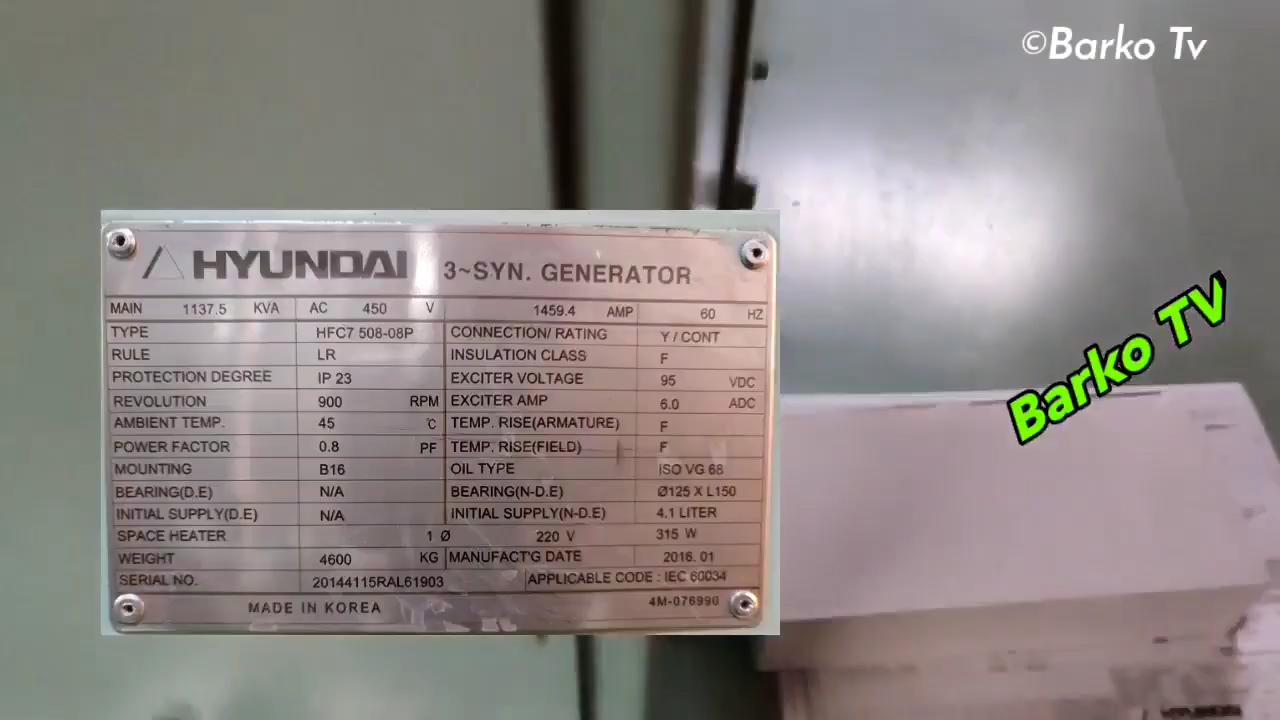 ©Barko Tv
HYUNDAI 3~SYN. GENERATOR
MAIN 1137.5 KVA AC 450 V 1459.4 AMP 60 HZ
TYPE HFC7 508-08P CONNECTION/ RATING Y / CONT
RULE LR INSULATION CLASS F
PROTECTION DEGREE IP 23 EXCITER VOLTAGE 95 VDC
REVOLUTION 900 RPM EXCITER AMP 6.0 ADC
AMBIENT TEMP. 45 °C TEMP. RISE(ARMATURE) F
POWER FACTOR 0.8 PF TEMP. RISE(FIELD) F
MOUNTING B16 OIL TYPE ISO VG 68
BEARING(D.E) N/A BEARING(N-D.E) Ø125 X L150
INITIAL SUPPLY(D.E) N/A INITIAL SUPPLY(N-D.E) 4.1 LITER
SPACE HEATER 1 Ø 220 V 315 W
WEIGHT 4600 KG MANUFACT'G DATE 2016. 01
SERIAL NO. 20144115RAL61903 APPLICABLE CODE : IEC 60034
MADE IN KOREA 4M-076990
Barko TV